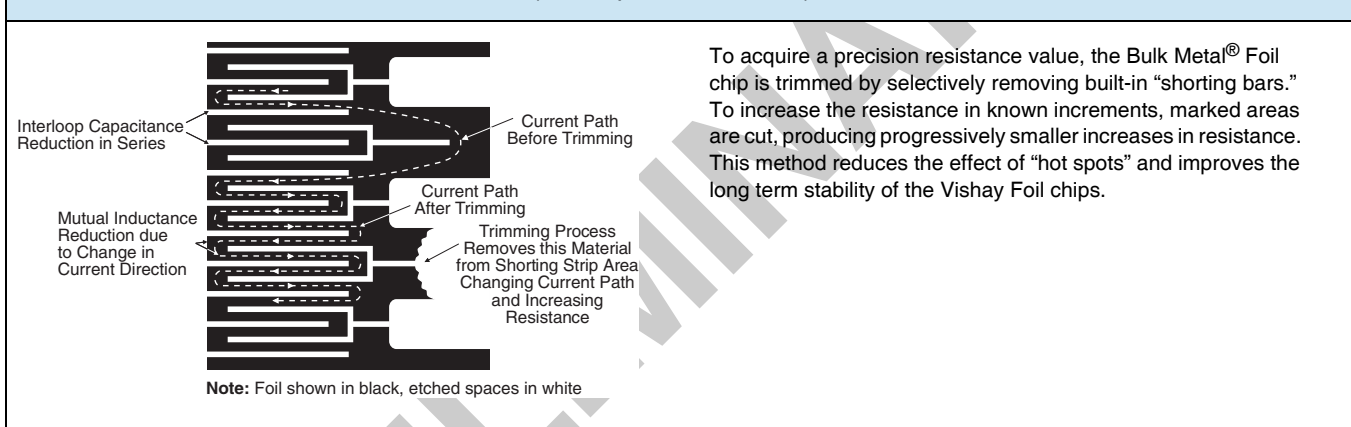 Interloop Capacitance
Reduction in Series
Mutual Inductance
Reduction due
to Change in
Current Direction
Current Path
Before Trimming
Current Path
After Trimming
Trimming Process
Removes this Material
from Shorting Strip Area
Changing Current Path
and Increasing
Resistance
Note: Foil shown in black, etched spaces in white
To acquire a precision resistance value, the Bulk Metal® Foil
chip is trimmed by selectively removing built-in “shorting bars.”
To increase the resistance in known increments, marked areas
are cut, producing progressively smaller increases in resistance.
This method reduces the effect of “hot spots” and improves the
long term stability of the Vishay Foil chips.